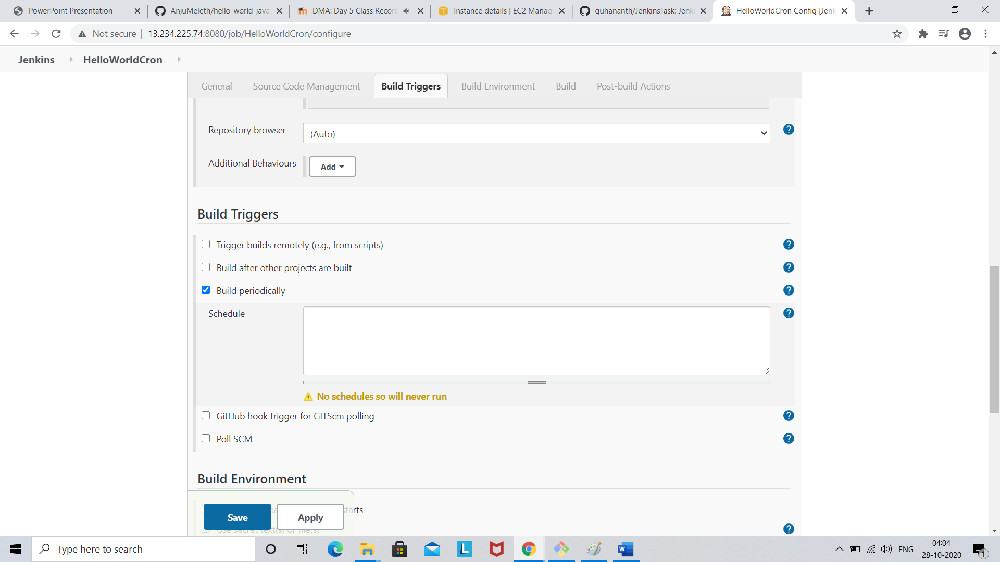 PowerPoint Presentation
AnjuMeleth/hello-world-java
DMA: Day 5 Class Record
Instance details | EC2 Manag
guhananth/JenkinsTask: Jenk
HelloWorldCron Config [Jenk
Not secure
13.234.225.74:8080/job/HelloWorldCron/configure
Jenkins
HelloWorldCron
General
Source Code Management
Build Triggers
Build Environment
Build
Post-build Actions
Repository browser
(Auto)
Additional Behaviours
Add
Build Triggers
Trigger builds remotely (e.g., from scripts)
Build after other projects are built
Build periodically
Schedule
No schedules so will never run
GitHub hook trigger for GITScm polling
Poll SCM
Build Environment
starts
Save
Apply
Use secret text(s) or file(s)
Type here to search
ENG
04:04
28-10-2020
1